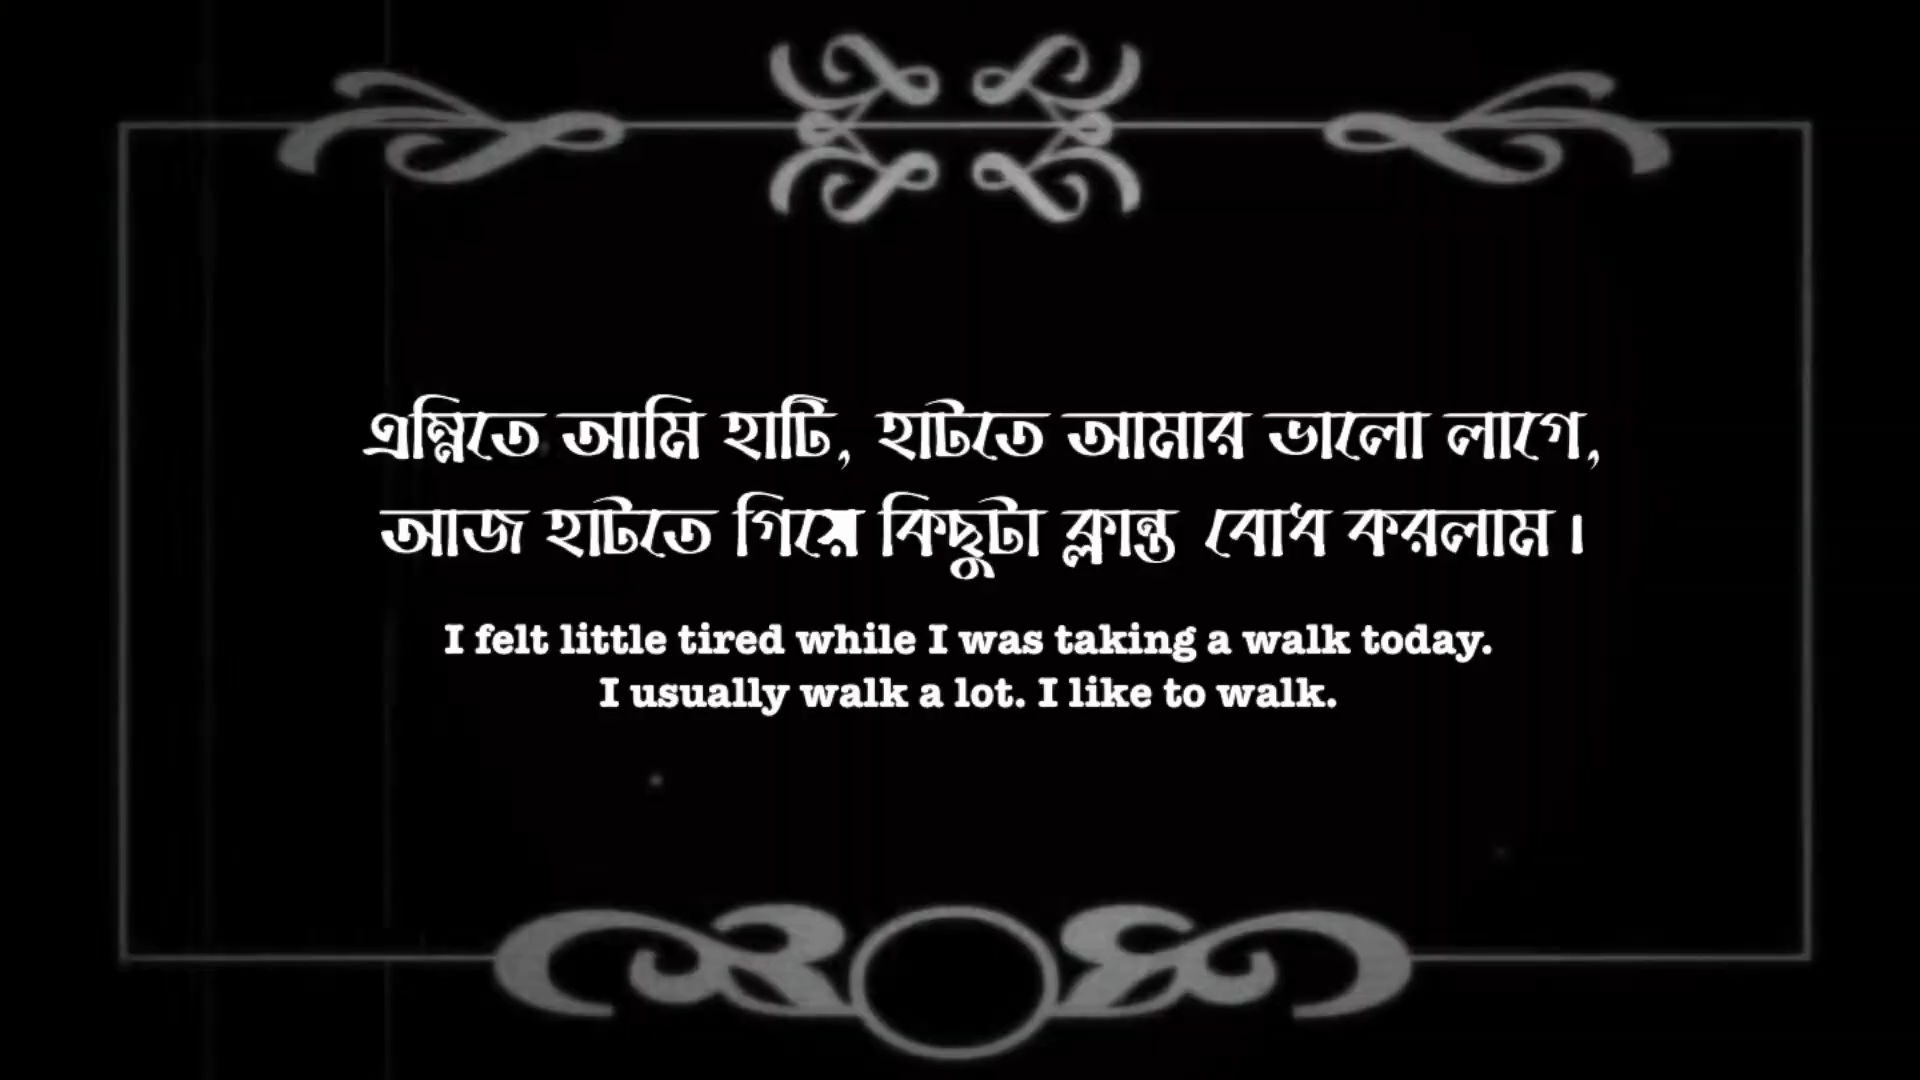 এম্নিতে আমি হাটি, হাটতে আমার ভালো লাগে,
আজ হাটতে গিয়ে কিছুটা ক্লান্ত বোধ করলাম।
I felt little tired while I was taking a walk today.
I usually walk a lot. I like to walk.